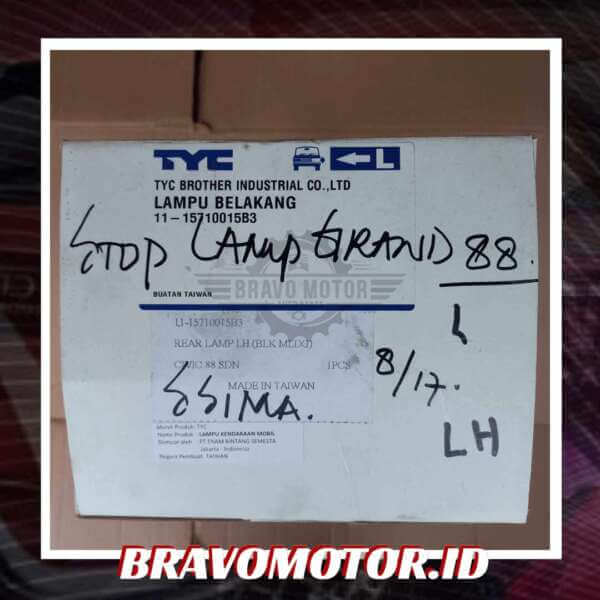 TYC
L
TYC BROTHER INDUSTRIAL CO.,LTD
LAMPU BELAKANG
11-15710015B3
STOP LAMP GRAND 88.
BRAVO MOTOR
BUATAN TAIWAN
L
11-15710015B3
REAR LAMP LH (BLK MLDG)
CIVIC 88 SDN 1PCS
MADE IN TAIWAN
8/17.
SSIMA.
LH
Merek Produk: TYC
Nama Produk : LAMPU KENDARAAN MOBIL
Diimpor oleh : PT ENAM BINTANG SEMESTA
Jakarta - Indonesia
Negara Pembuat: TAIWAN
BRAVOMOTOR.ID